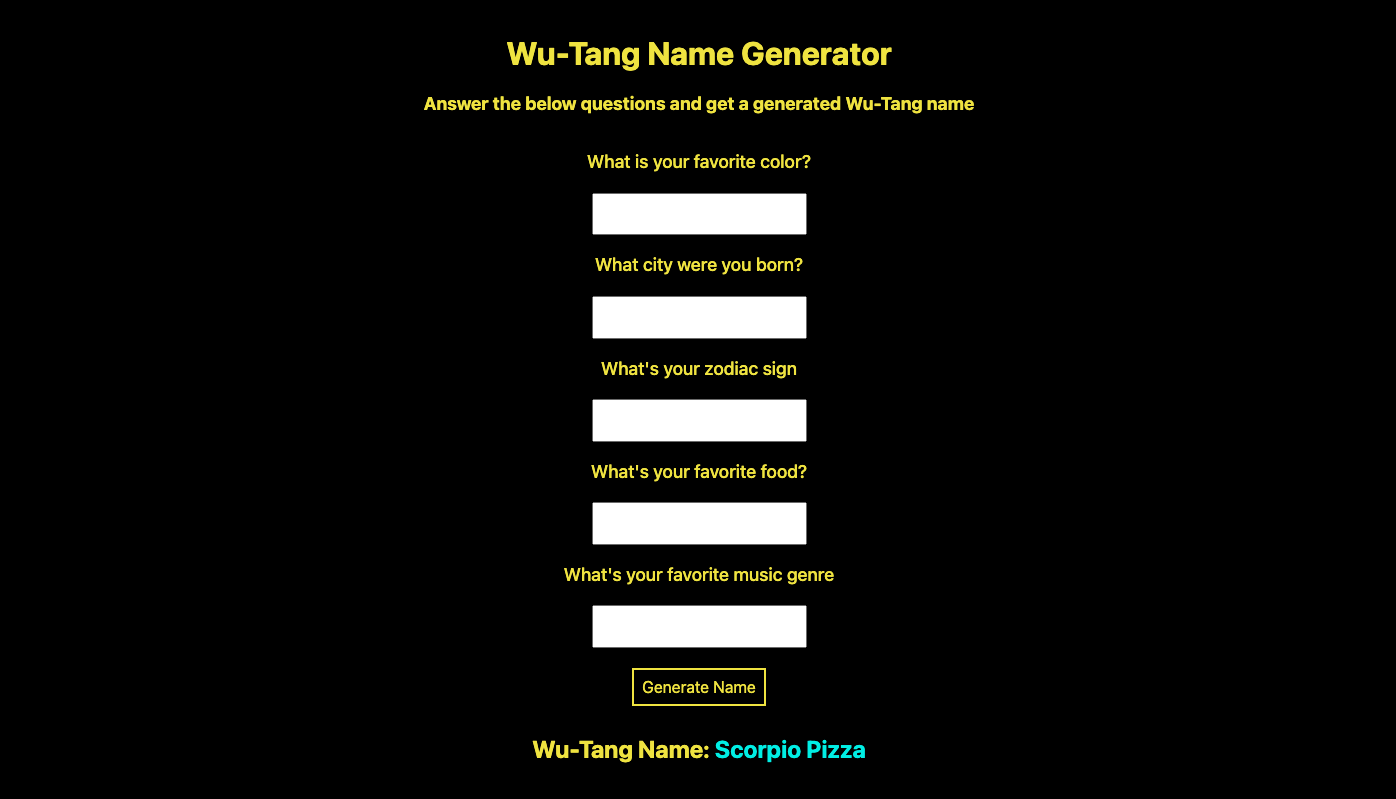 Wu-Tang Name Generator
Answer the below questions and get a generated Wu-Tang name
What is your favorite color?
What city were you born?
What's your zodiac sign
What's your favorite food?
What's your favorite music genre
Generate Name
Wu-Tang Name: Scorpio Pizza